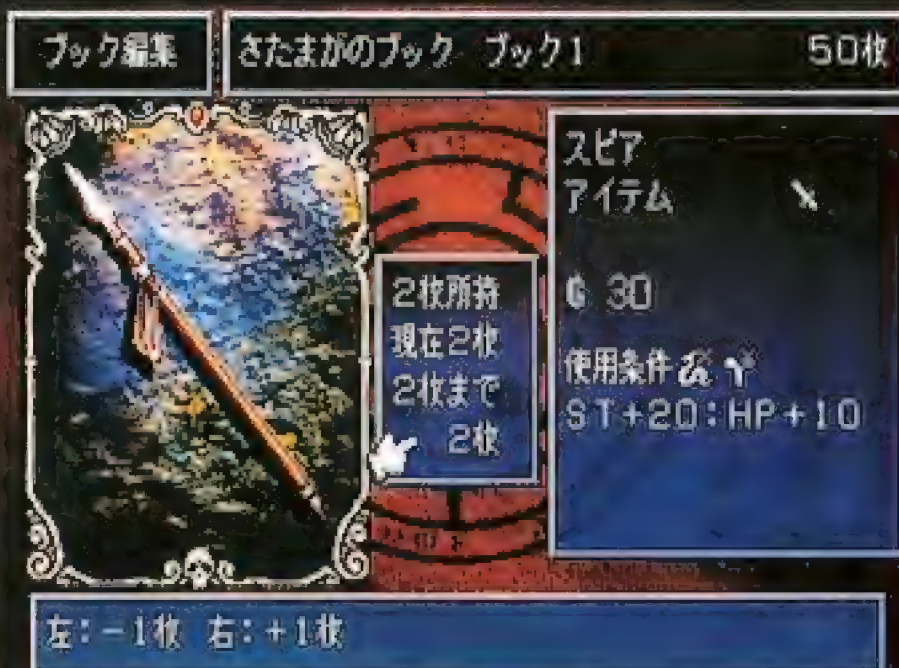 ブック編集
さたまがのブック ブック1 50枚
スピア
アイテム
G 30
使用条件
ST+20:HP+10
2枚所持
現在2枚
2枚まで
2枚
左:-1枚 右:+1枚